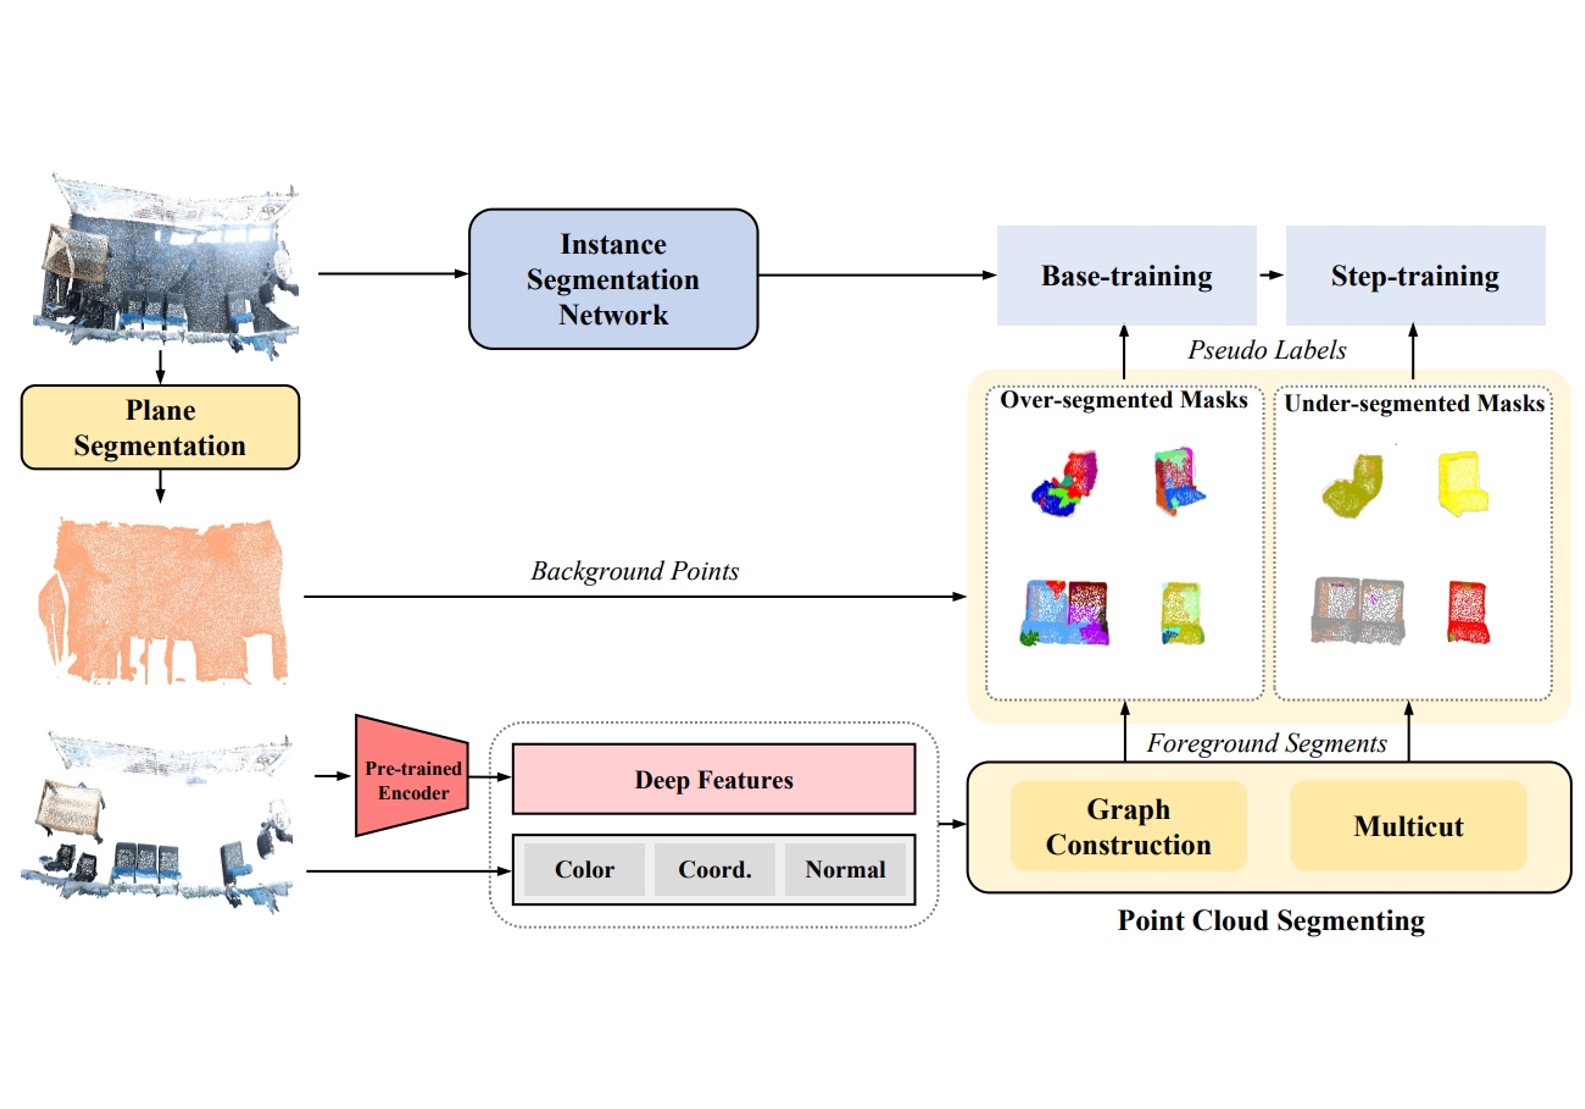 Instance
Segmentation
Network
Base-training
Step-training
Pseudo Labels
Plane
Segmentation
Over-segmented Masks
Under-segmented Masks
Background Points
Foreground Segments
Pre-trained
Encoder
Deep Features
Color
Coord.
Normal
Graph
Construction
Multicut
Point Cloud Segmenting